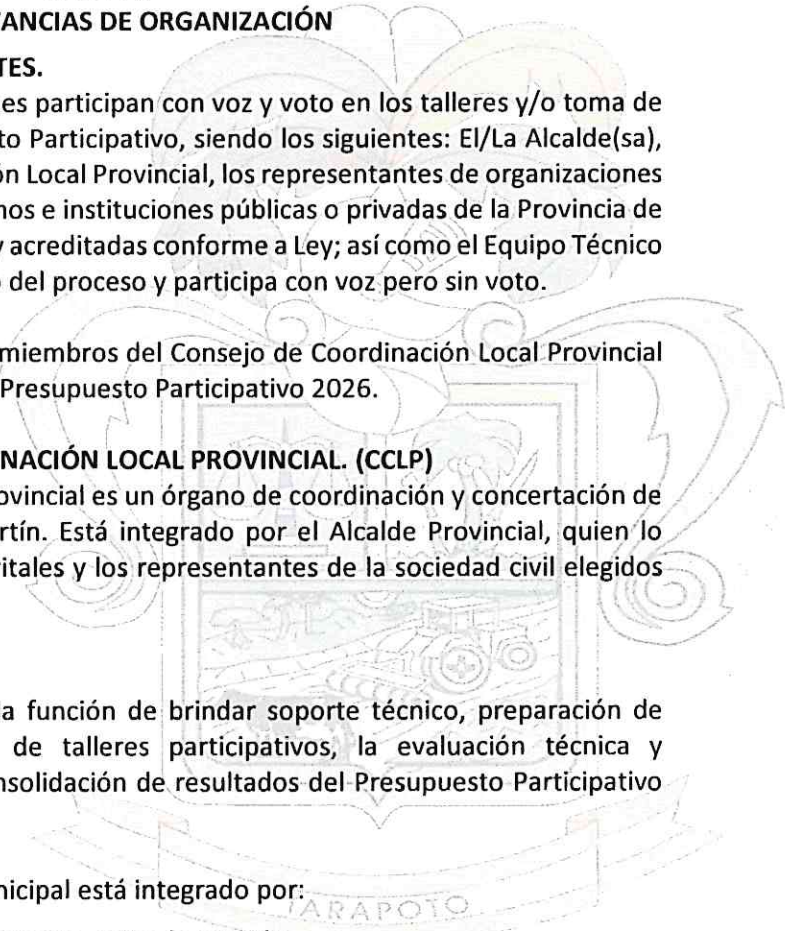 ANCIAS DE ORGANIZACIÓN
TES.
es participan con voz y voto en los talleres y/o toma de
to Participativo, siendo los siguientes: El/La Alcalde(sa),
ón Local Provincial, los representantes de organizaciones
nos e instituciones públicas o privadas de la Provincia de
y acreditadas conforme a Ley; así como el Equipo Técnico
o del proceso y participa con voz pero sin voto.
miembros del Consejo de Coordinación Local Provincial
Presupuesto Participativo 2026.
NACIÓN LOCAL PROVINCIAL. (CCLP)
ovincial es un órgano de coordinación y concertación de
rtín. Está integrado por el Alcalde Provincial, quien lo
ritales y los representantes de la sociedad civil elegidos
la función de brindar soporte técnico, preparación de
de talleres participativos, la evaluación técnica y
nsolidación de resultados del Presupuesto Participativo
nicipal está integrado por:
TARAPOTO